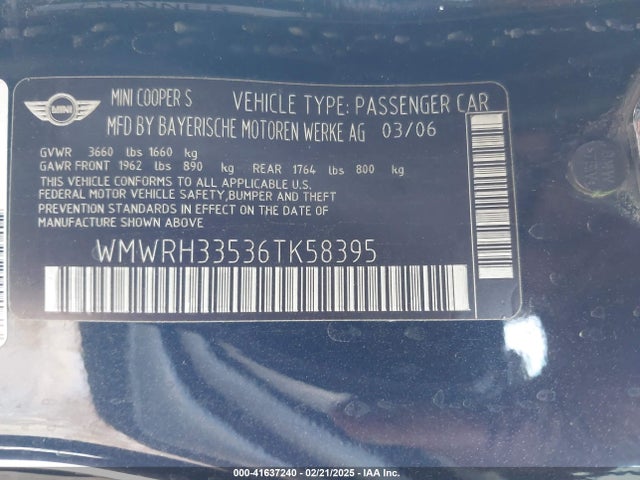 MINI
MINI COOPER S VEHICLE TYPE: PASSENGER CAR
MFD BY BAYERISCHE MOTOREN WERKE AG 03/06
GVWR 3660 lbs 1660 kg
GAWR FRONT 1962 lbs 890 kg REAR 1764 lbs 800 kg
THIS VEHICLE CONFORMS TO ALL APPLICABLE U.S.
FEDERAL MOTOR VEHICLE SAFETY,BUMPER AND THEFT
PREVENTION STANDARDS IN EFFECT ON THE DATE OF
MANUFACTURE SHOWN ABOVE
WMWRH33536TK58395
000-41637240 - 02/21/2025 - IAA Inc.